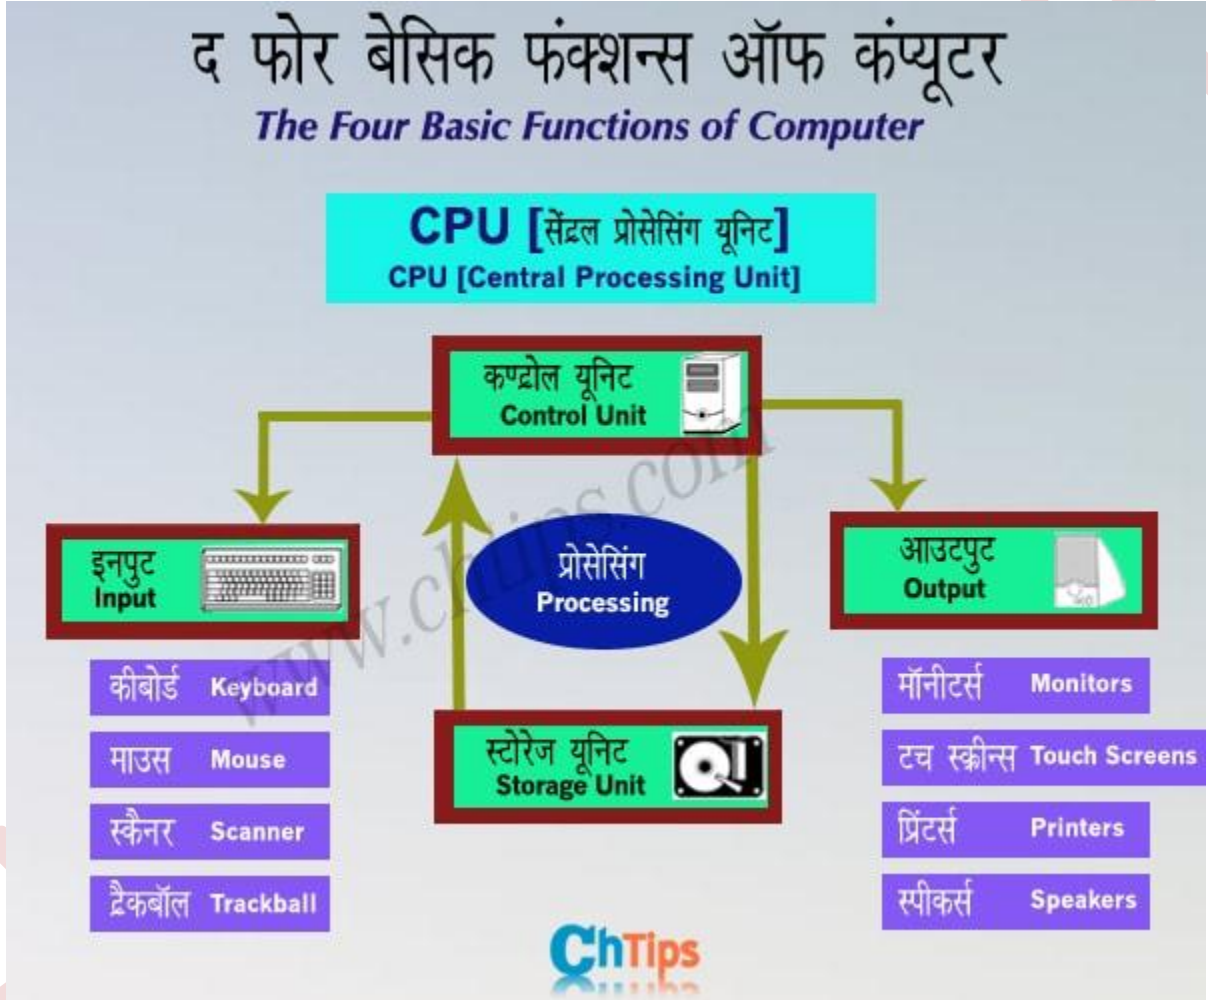 द फोर बेसिक फंक्शन्स ऑफ कंप्यूटर
The Four Basic Functions of Computer
CPU [सेंट्रल प्रोसेसिंग यूनिट]
CPU [Central Processing Unit]
कण्ट्रोल यूनिट
Control Unit
इनपुट
Input
प्रोसेसिंग
Processing
आउटपुट
Output
कीबोर्ड Keyboard
माउस Mouse
स्कैनर Scanner
ट्रैकबॉल Trackball
स्टोरेज यूनिट
Storage Unit
मॉनीटर्स Monitors
टच स्क्रीन्स Touch Screens
प्रिंटर्स Printers
स्पीकर्स Speakers
www.chtips.com
ChTips